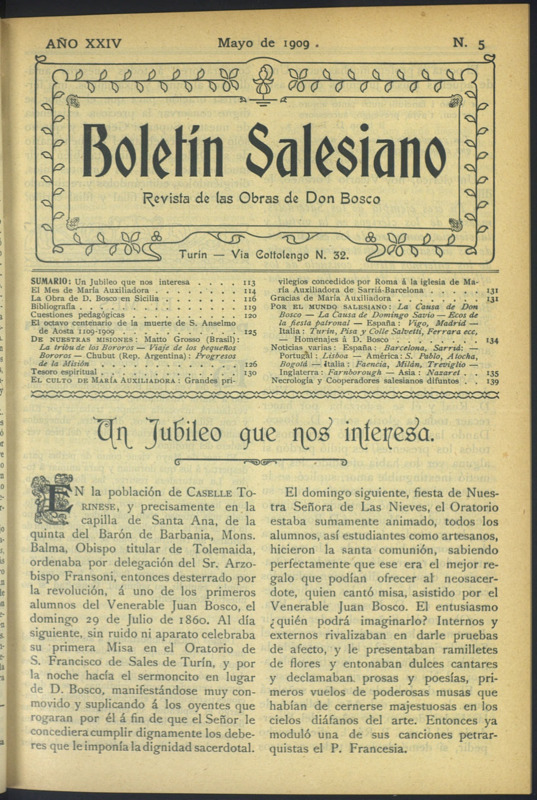 AÑO XXIV Mayo de 1909. N. 5
Boletín Salesiano
Revista de las Obras de Don Bosco
Turín — Via Cottolengo N. 32.
SUMARIO: Un Jubileo que nos interesa . . . . 113
El Mes de María Auxiliadora . . . . . . . . 114
La Obra de D. Bosco en Sicilia . . . . . . . 116
Bibliografía . . . . . . . . . . . . . . . 119
Cuestiones pedagógicas . . . . . . . . . . 120
El octavo centenario de la muerte de S. Anselmo
de Aosta 1109-1909 . . . . . . . . . . . 125
DE NUESTRAS MISIONES: Matto Grosso (Brasil):
La tribu de los Bororos — Viaje de los pequeños
Bororos — Chubut (Rep. Argentina): Progresos
de la Misión . . . . . . . . . . . . . . 126
Tesoro espiritual . . . . . . . . . . . . . 130
EL CULTO DE MARÍA AUXILIADORA: Grandes pri-
vilegios concedidos por Roma á la iglesia de Ma-
ría Auxiliadora de Sarriá-Barcelona . . . . . 131
Gracias de María Auxiliadora . . . . . . . . 131
POR EL MUNDO SALESIANO: La Causa de Don
Bosco — La Causa de Domingo Savio — Ecos de
la fiesta patronal — España: Vigo, Madrid —
Italia: Turín, Pisa y Colle Salvetti, Ferrara ecc,
— Homenajes á D. Bosco . . . . . . . . . 134
Noticias varias: España: Barcelona, Sarriá: —
Portugal: Lisboa — América: S. Pablo, Atocha,
Bogotá — Italia: Faencia, Milán, Treviglio —
Inglaterra: Farnborough — Asia: Nazaret . . 135
Necrología y Cooperadores salesianos difuntos . . 139
Un Jubileo que nos interesa.
EN la población de CASELLE TO-
RINESE, y precisamente en la
capilla de Santa Ana, de la
quinta del Barón de Barbania, Mons.
Balma, Obispo titular de Tolemaida,
ordenaba por delegación del Sr. Arzo-
bispo Fransoni, entonces desterrado por
la revolución, á uno de los primeros
alumnos del Venerable Juan Bosco, el
domingo 29 de Julio de 1860. Al día
siguiente, sin ruido ni aparato celebraba
su primera Misa en el Oratorio de
S. Francisco de Sales de Turín, y por
la noche hacía el sermoncito en lugar
de D. Bosco, manifestándose muy con-
movido y suplicando á los oyentes que
rogaran por él á fin de que el Señor le
concediera cumplir dignamente los debe-
res que le imponía la dignidad sacerdotal.
El domingo siguiente, fiesta de Nues-
tra Señora de Las Nieves, el Oratorio
estaba sumamente animado, todos los
alumnos, así estudiantes como artesanos,
hicieron la santa comunión, sabiendo
perfectamente que ese era el mejor re-
galo que podían ofrecer al neosacer-
dote, quien cantó misa, asistido por el
Venerable Juan Bosco. El entusiasmo
¿quién podrá imaginarlo? Internos y
externos rivalizaban en darle pruebas
de afecto, y le presentaban ramilletes
de flores y entonaban dulces cantares
y declamaban prosas y poesías, pri-
meros vuelos de poderosas musas que
habían de cernerse majestuosas en los
cielos diáfanos del arte. Entonces ya
moduló una de sus canciones petrar-
quistas el P. Francesia.